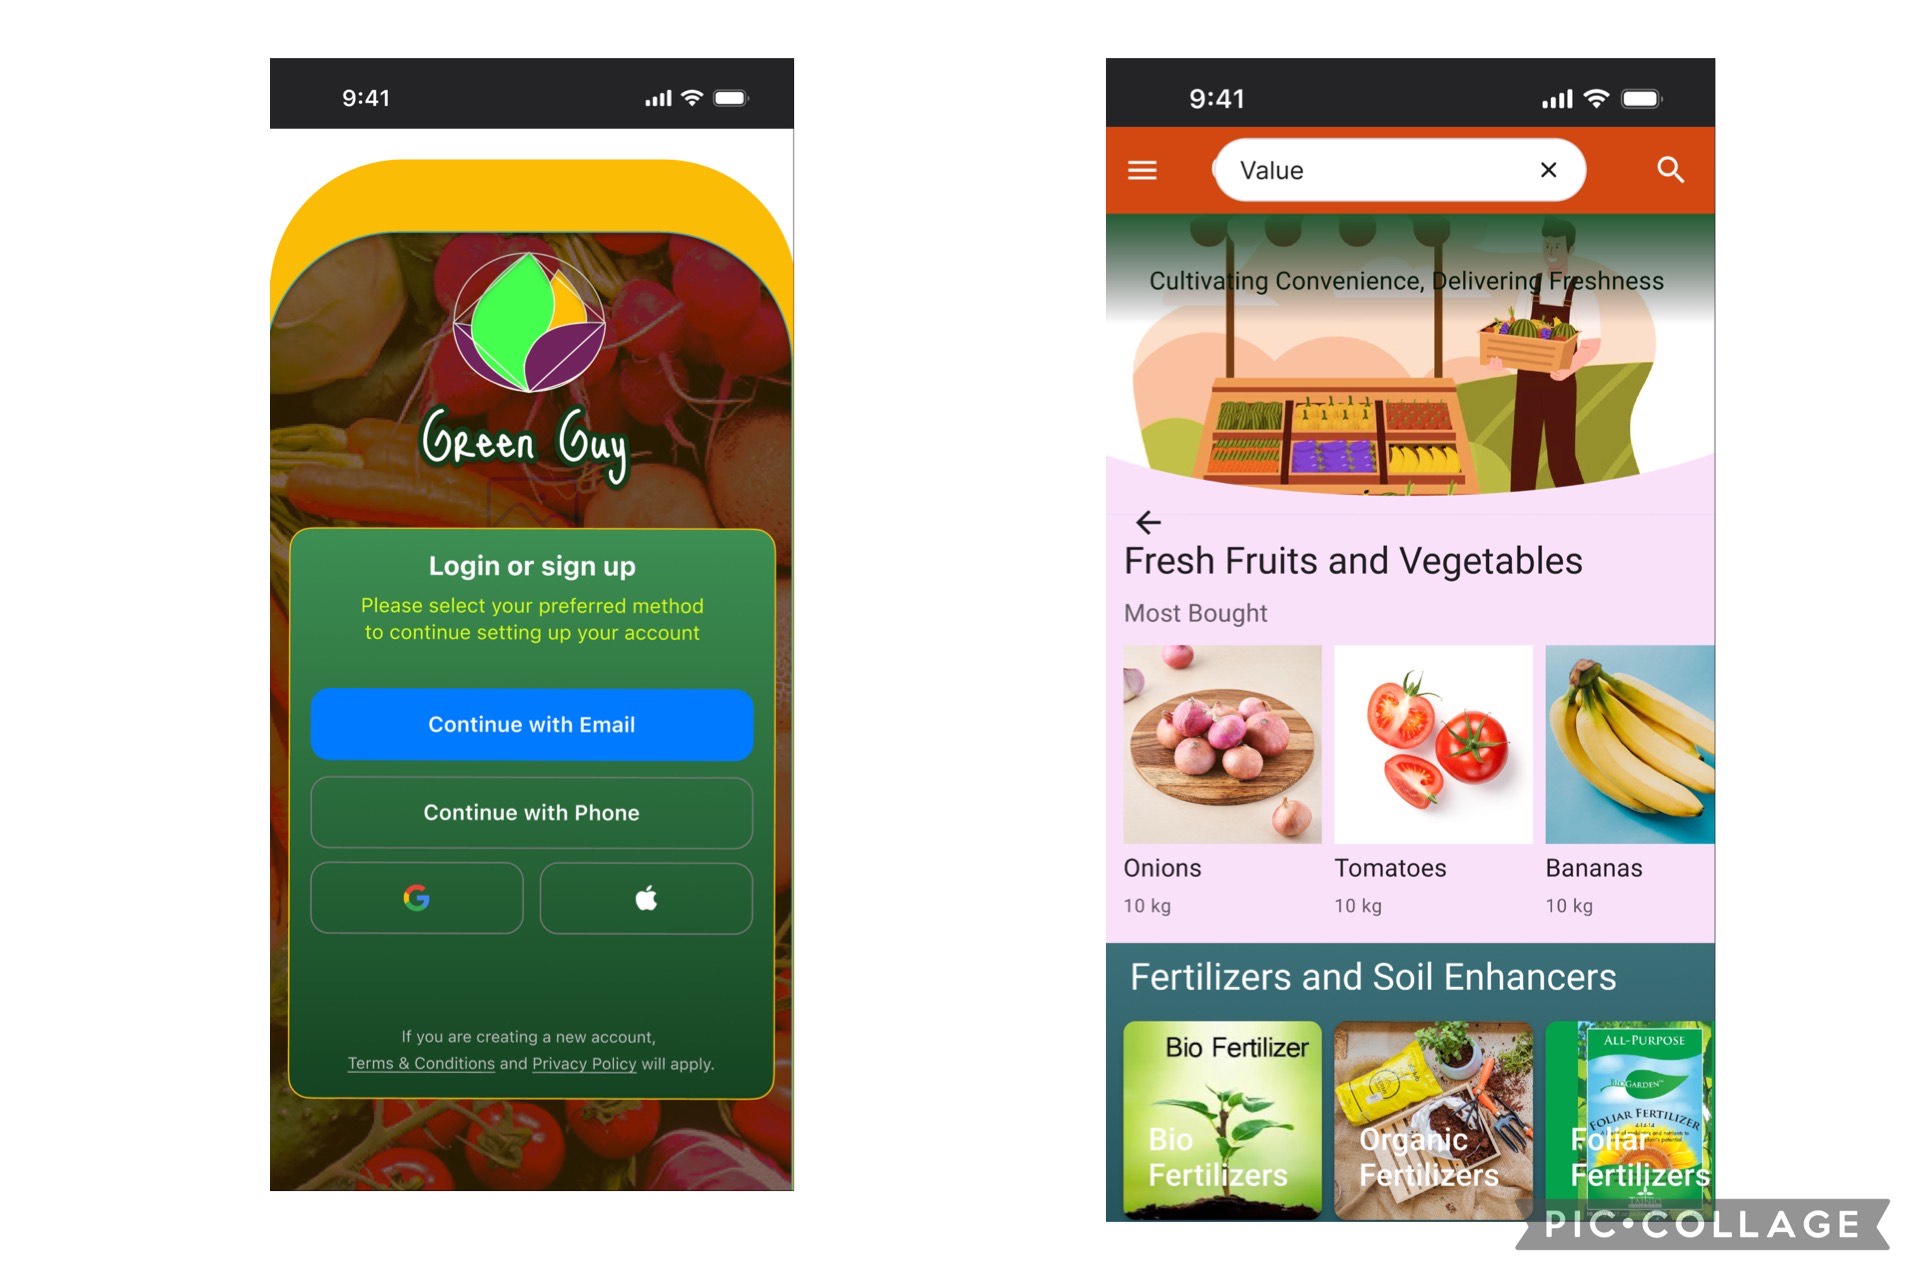 9:41
Green Guy
Login or sign up
Please select your preferred method
to continue setting up your account
Continue with Email
Continue with Phone
If you are creating a new account,
Terms & Conditions and Privacy Policy will apply.
9:41
Value
Cultivating Convenience, Delivering Freshness
Fresh Fruits and Vegetables
Most Bought
Onions
Tomatoes
Bananas
10 kg
10 kg
10 kg
Fertilizers and Soil Enhancers
Bio Fertilizer
Bio
Fertilizers
Organic
Fertilizers
ALL-PURPOSE
BIOGARDEN™
FOLIAR FERTILIZER
4-14-14
Foliar
Fertilizers
PIC•COLLAGE